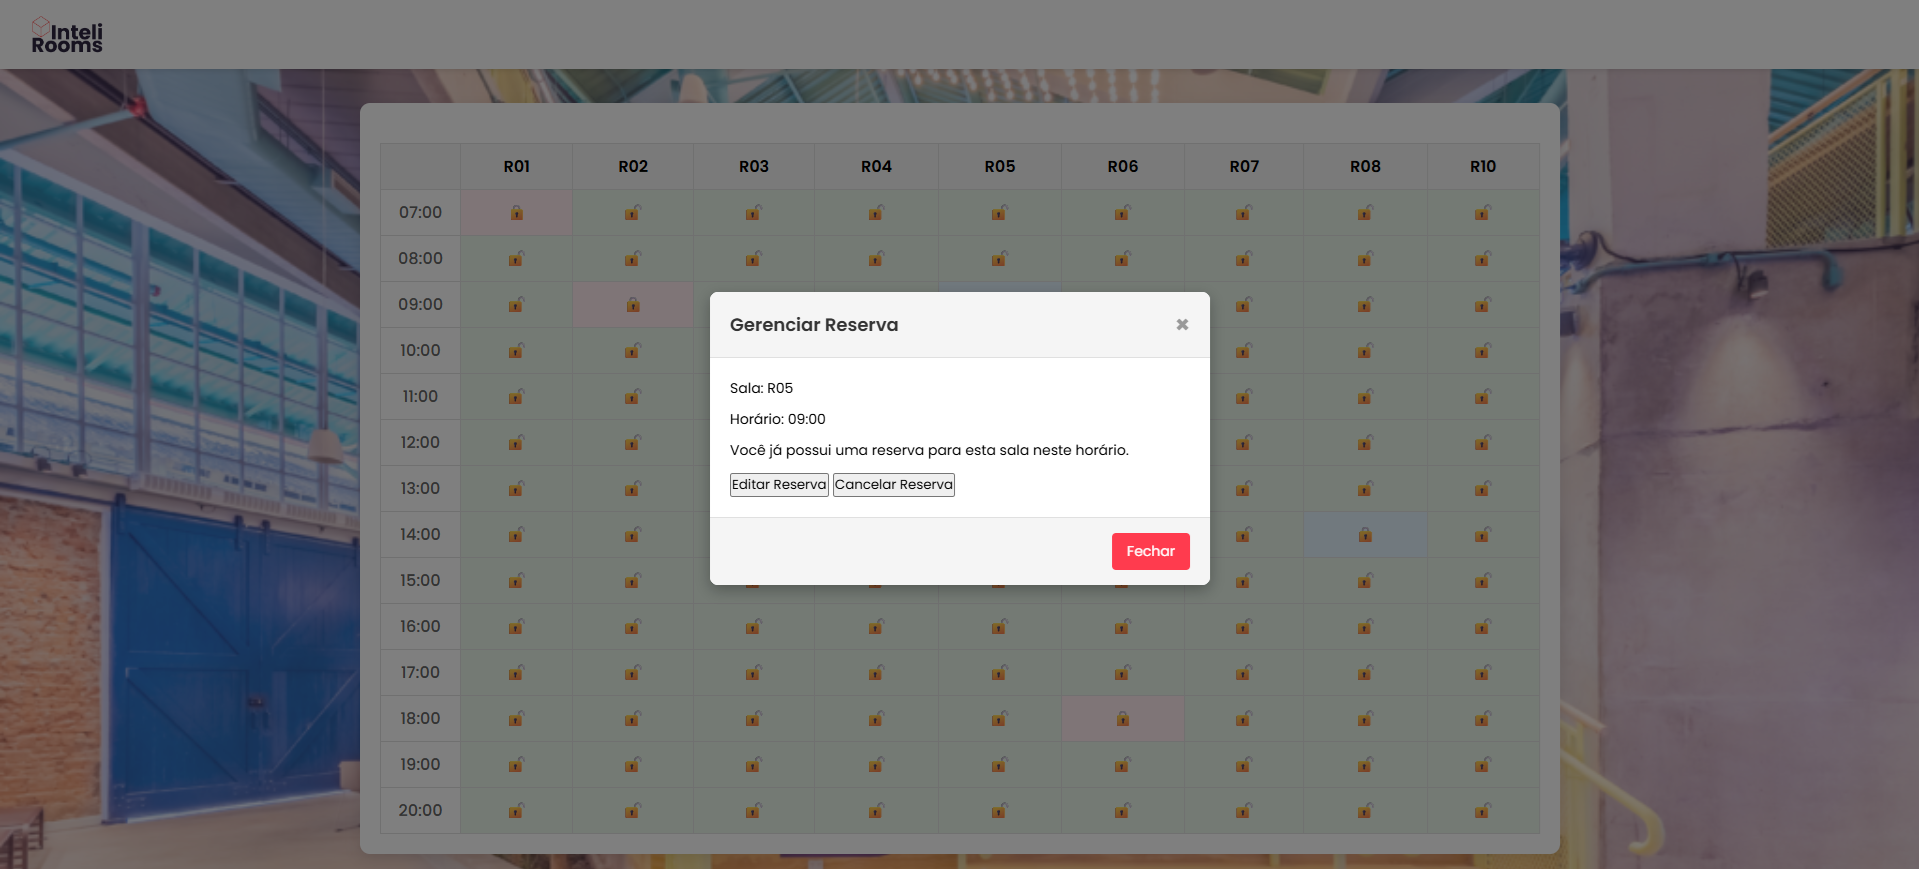 Inteli
Rooms
R01 R02 R03 R04 R05 R06 R07 R08 R10
07:00
08:00
09:00
10:00
11:00
12:00
13:00
14:00
15:00
16:00
17:00
18:00
19:00
20:00
Gerenciar Reserva ✖
Sala: R05
Horário: 09:00
Você já possui uma reserva para esta sala neste horário.
Editar Reserva Cancelar Reserva
Fechar